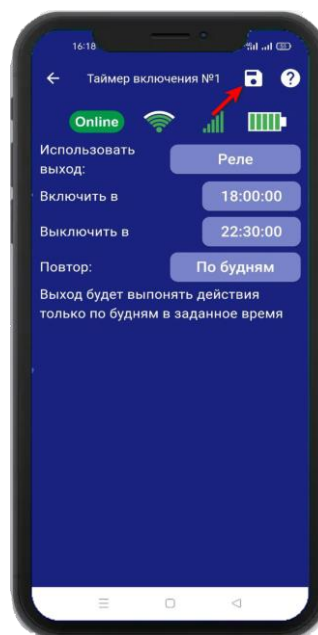 16:18
Таймер включения №1
?
Online
Использовать
выход:
Реле
Включить в
18:00:00
Выключить в
22:30:00
Повтор:
По будням
Выход будет выпонять действия
только по будням в заданное время